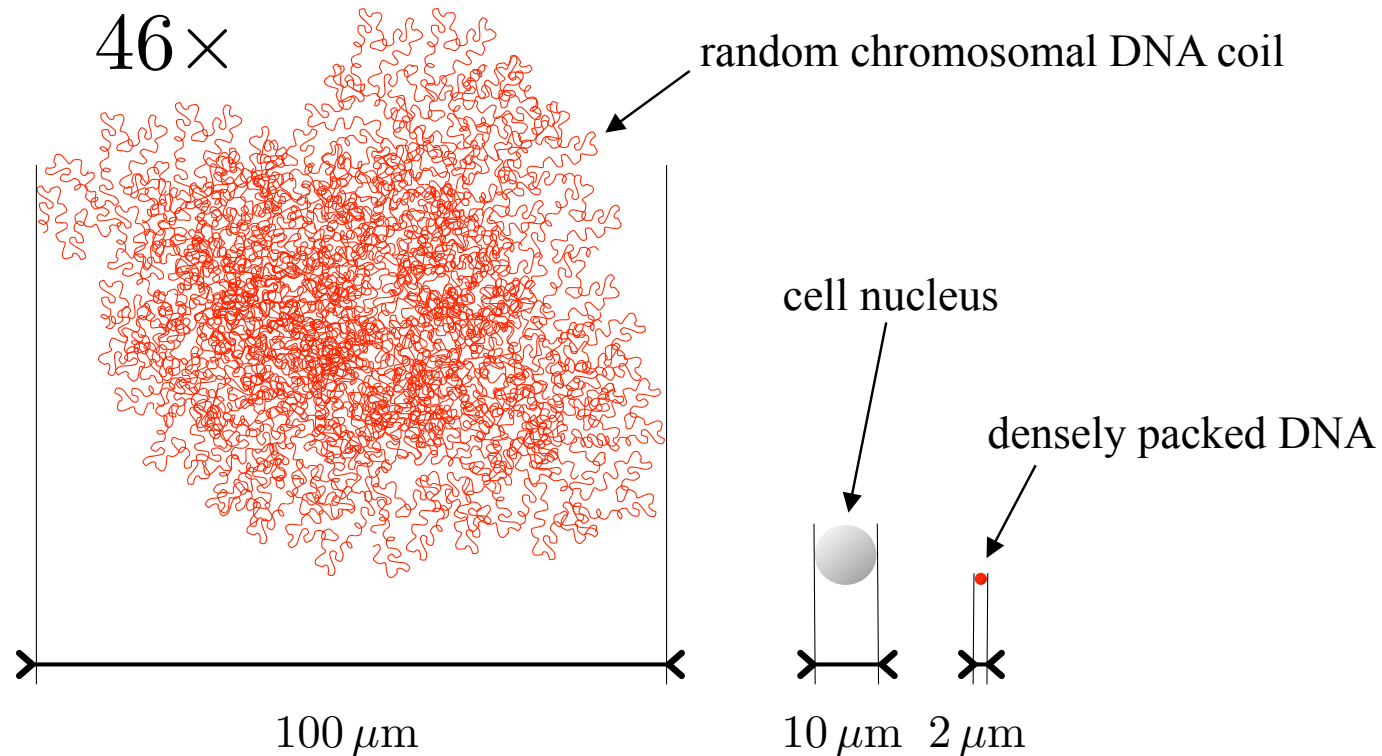 46×
random chromosomal DNA coil
cell nucleus
densely packed DNA
100 μm
10 μm
2 μm